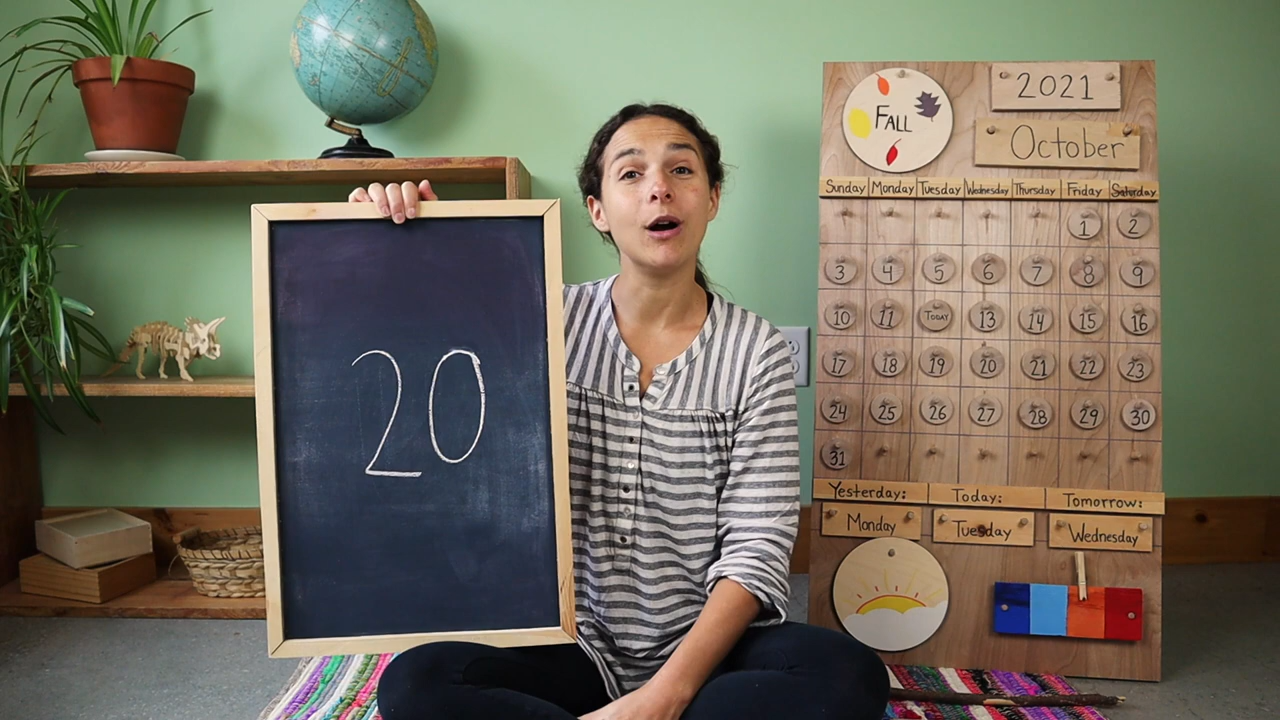 20
FALL
2021
October
Sunday Monday Tuesday Wednesday Thursday Friday Saturday
1 2
3 4 5 6 7 8 9
10 11 TODAY 13 14 15 16
17 18 19 20 21 22 23
24 25 26 27 28 29 30
31
Yesterday: Today: Tomorrow:
Monday Tuesday Wednesday